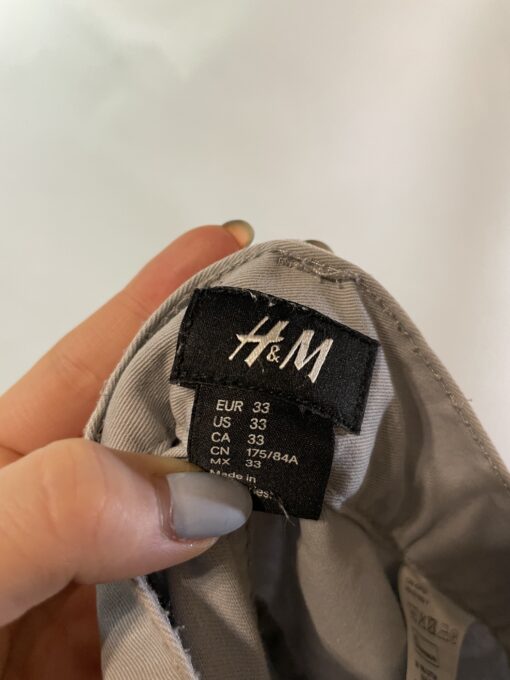 H&M
EUR 33
US 33
CA 33
CN 175/84A
MX 33
Made in